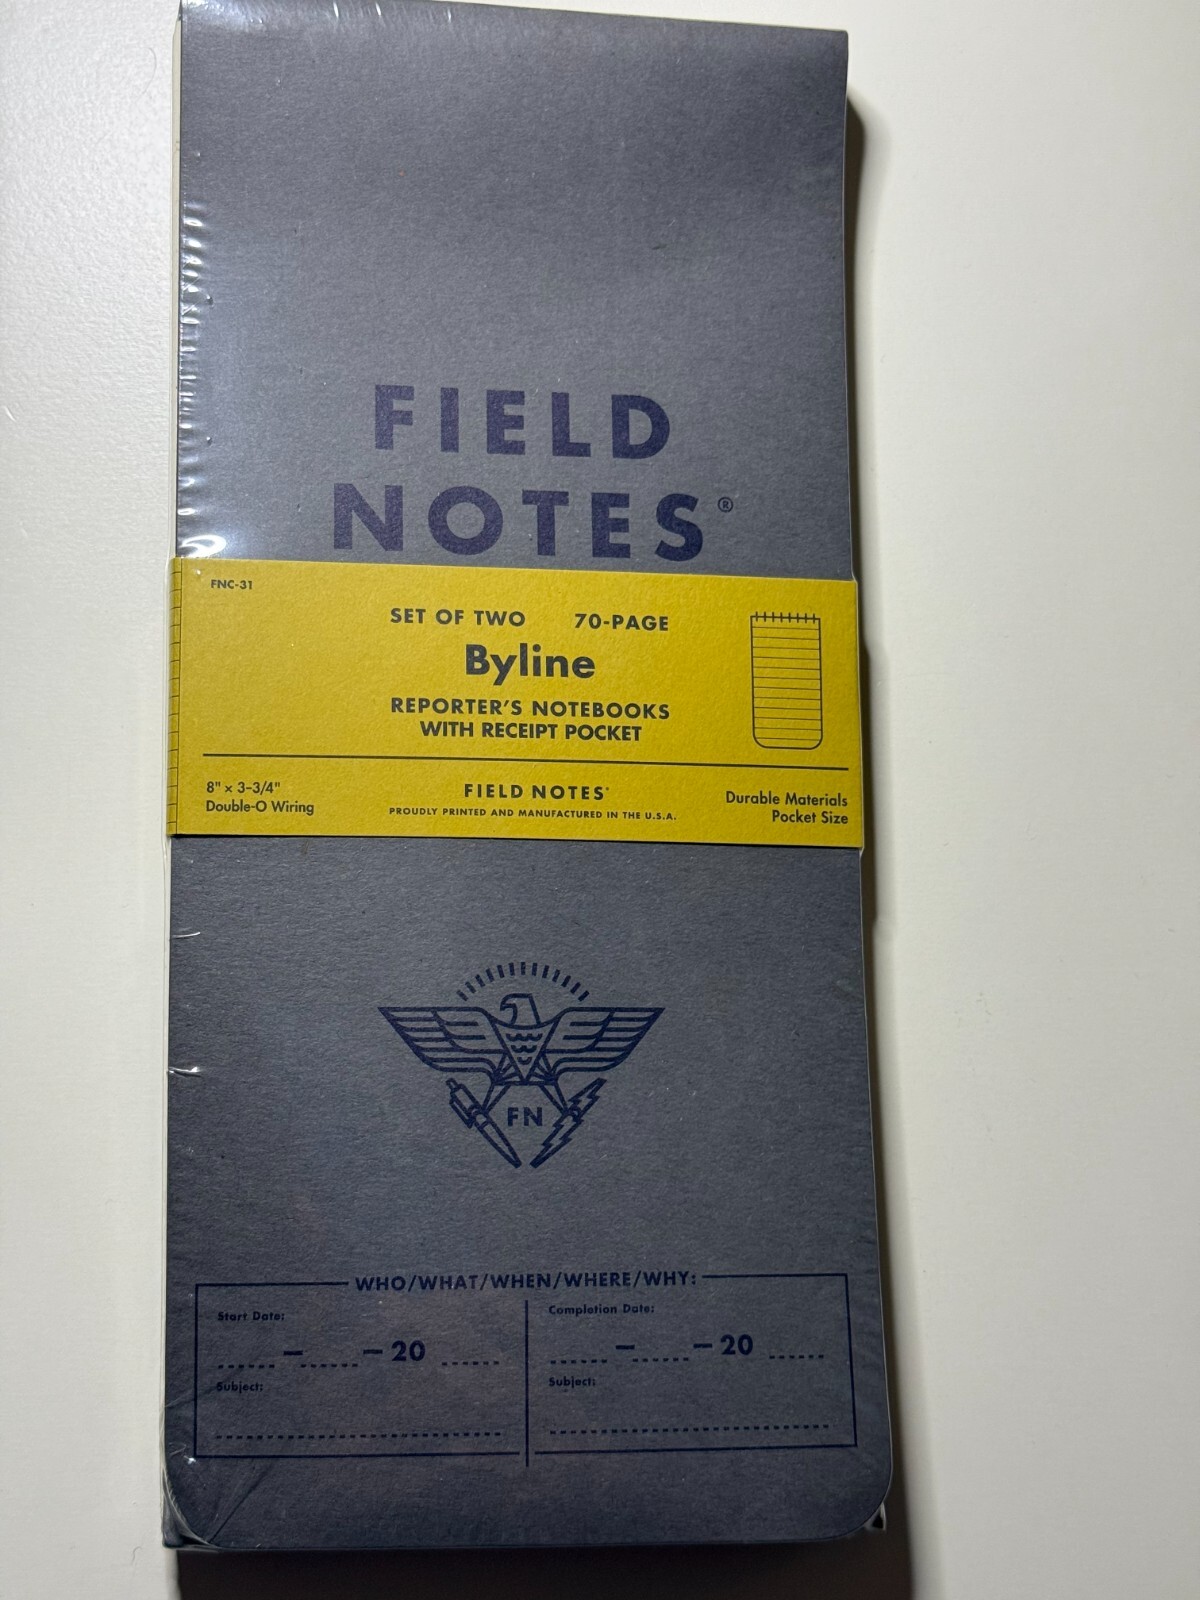 FIELD
NOTES®
FNC-31
SET OF TWO 70-PAGE
Byline
REPORTER'S NOTEBOOKS
WITH RECEIPT POCKET
8" × 3-3/4"
Double-O Wiring
FIELD NOTES®
PROUDLY PRINTED AND MANUFACTURED IN THE U.S.A.
Durable Materials
Pocket Size
FN
WHO/WHAT/WHEN/WHERE/WHY:
Start Date:
– – 20
Subject:
Completion Date:
– – 20
Subject: